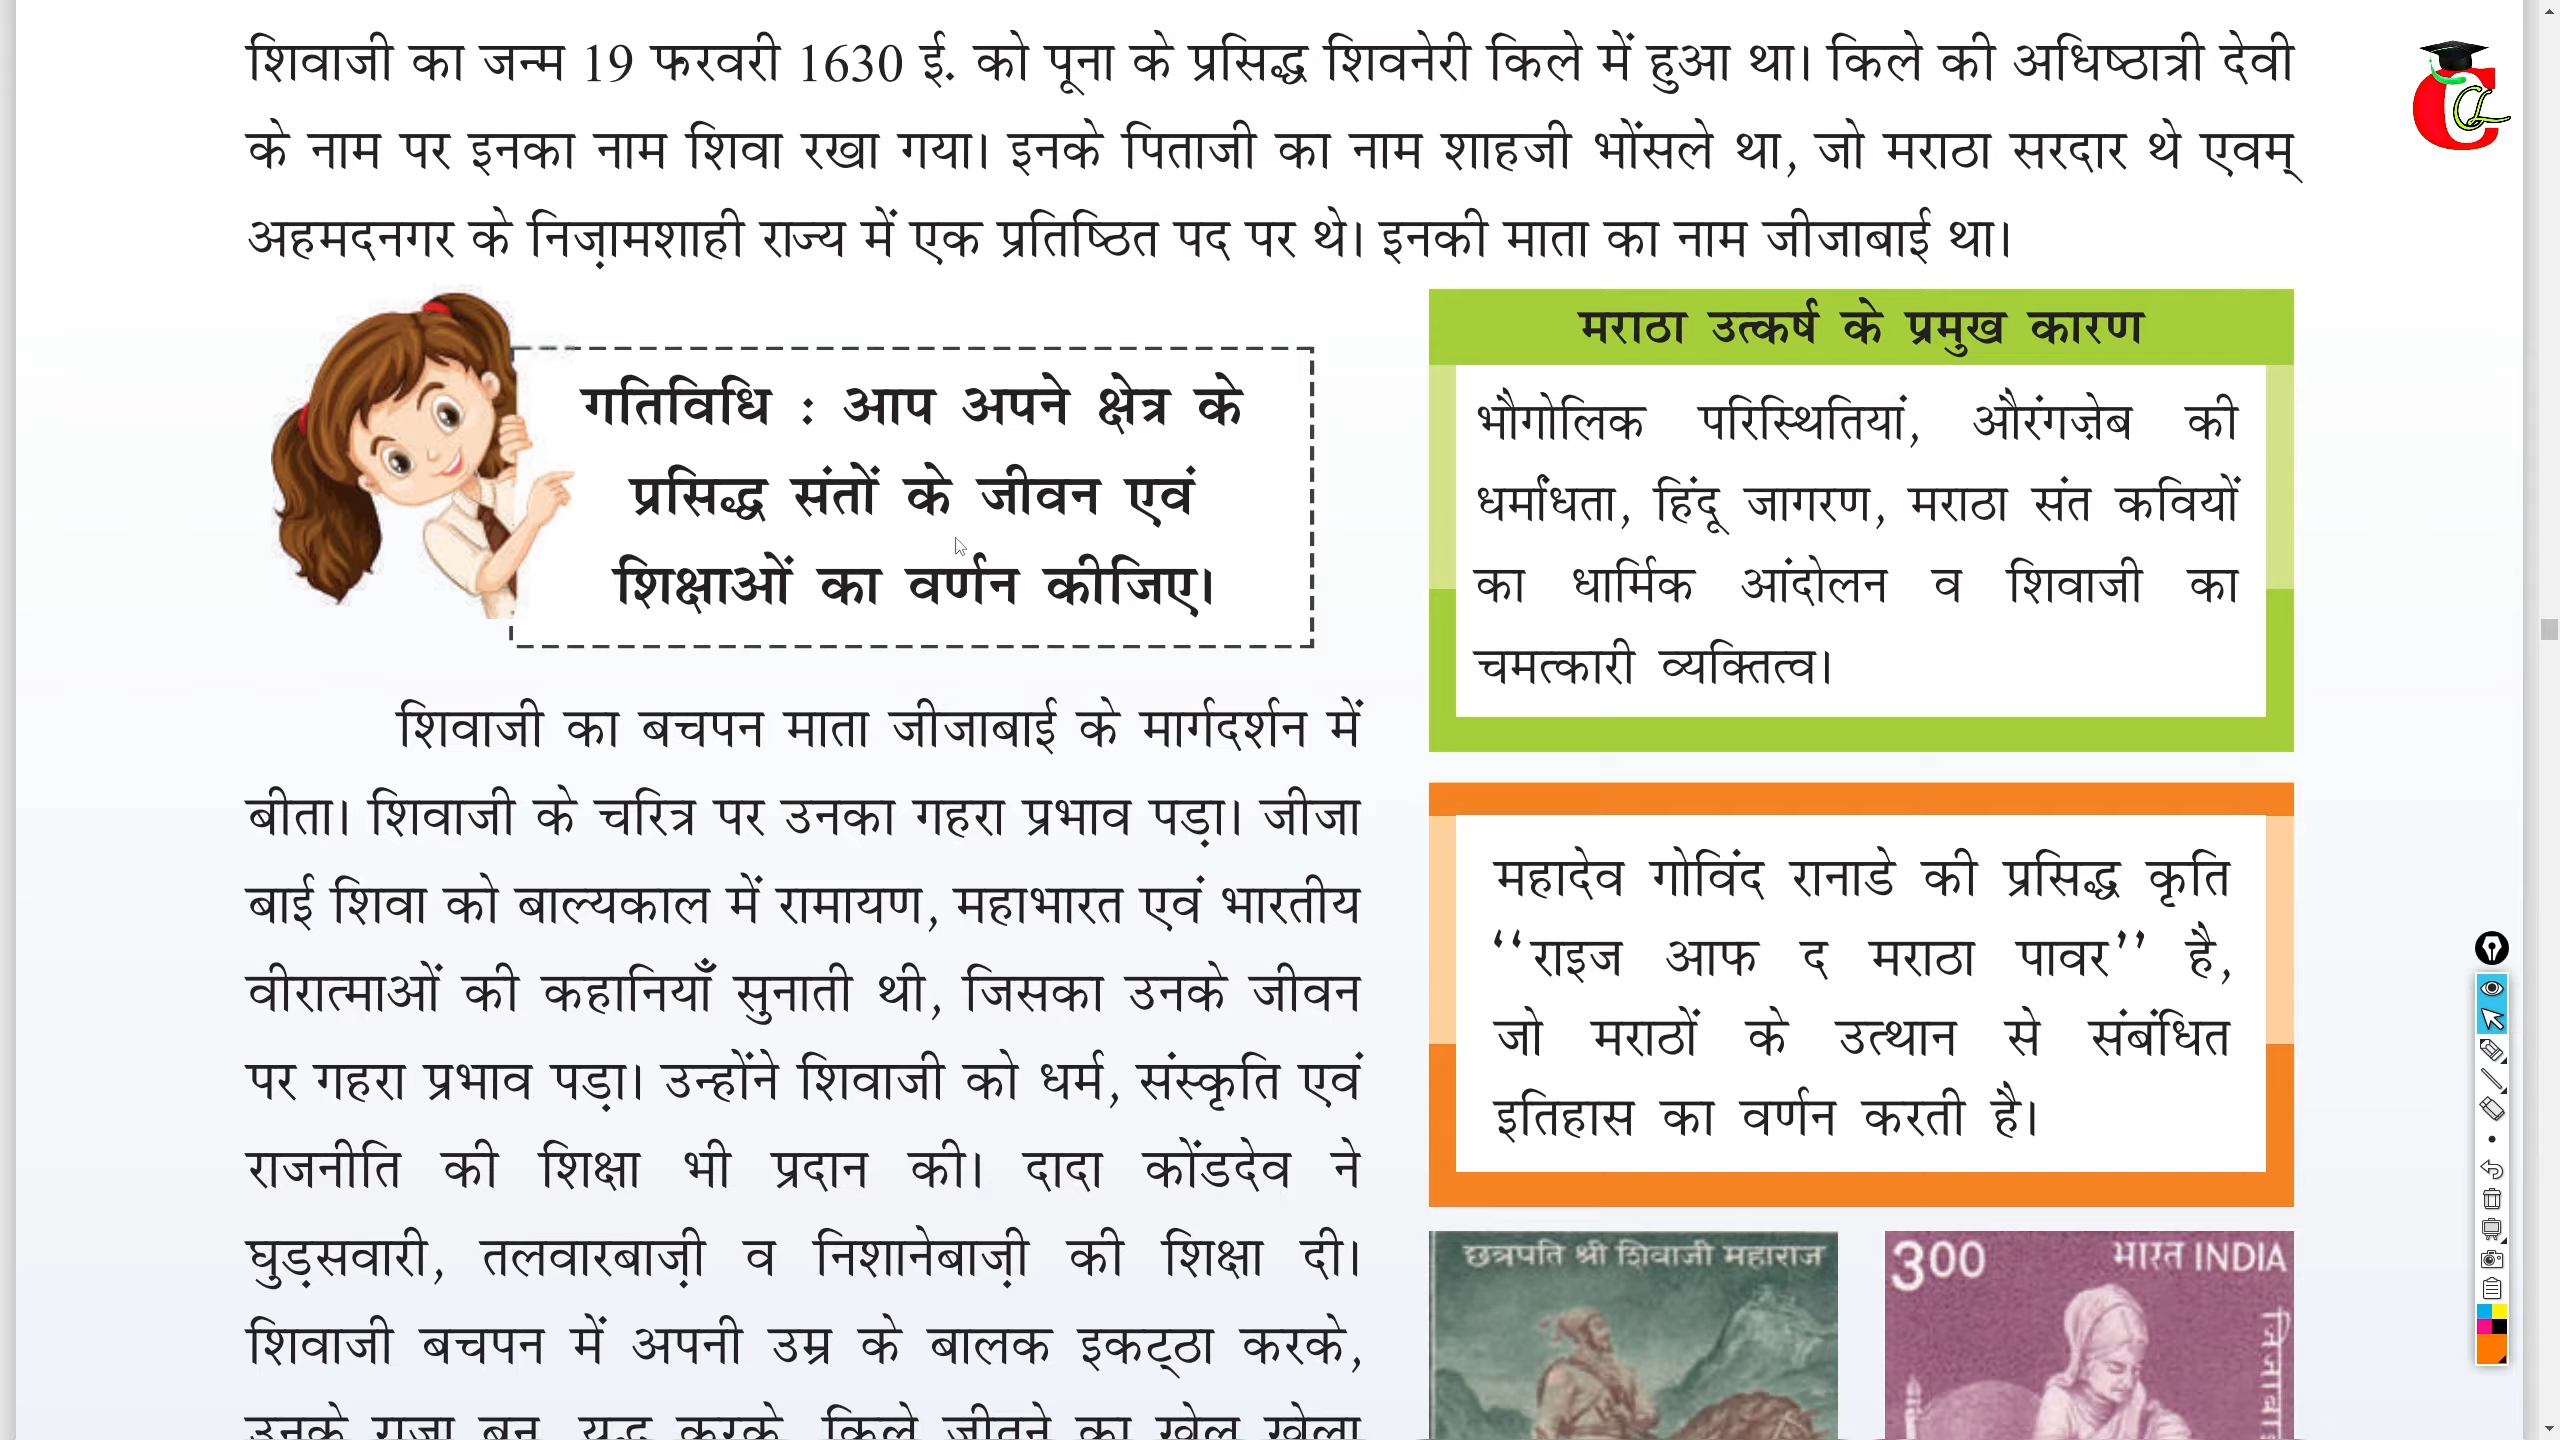 शिवाजी का जन्म 19 फरवरी 1630 ई. को पूना के प्रसिद्ध शिवनेरी किले में हुआ था। किले की अधिष्ठात्री देवी
के नाम पर इनका नाम शिवा रखा गया। इनके पिताजी का नाम शाहजी भोंसले था, जो मराठा सरदार थे एवम्
अहमदनगर के निज़ामशाही राज्य में एक प्रतिष्ठित पद पर थे। इनकी माता का नाम जीजाबाई था।
गतिविधि : आप अपने क्षेत्र के
प्रसिद्ध संतों के जीवन एवं
शिक्षाओं का वर्णन कीजिए।
मराठा उत्कर्ष के प्रमुख कारण
भौगोलिक परिस्थितियां, औरंगज़ेब की
धर्मांधता, हिंदू जागरण, मराठा संत कवियों
का धार्मिक आंदोलन व शिवाजी का
चमत्कारी व्यक्तित्व।
शिवाजी का बचपन माता जीजाबाई के मार्गदर्शन में
बीता। शिवाजी के चरित्र पर उनका गहरा प्रभाव पड़ा। जीजा
बाई शिवा को बाल्यकाल में रामायण, महाभारत एवं भारतीय
वीरात्माओं की कहानियाँ सुनाती थी, जिसका उनके जीवन
पर गहरा प्रभाव पड़ा। उन्होंने शिवाजी को धर्म, संस्कृति एवं
राजनीति की शिक्षा भी प्रदान की। दादा कोंडदेव ने
घुड़सवारी, तलवारबाज़ी व निशानेबाज़ी की शिक्षा दी।
शिवाजी बचपन में अपनी उम्र के बालक इकट्ठा करके,
उनके राजा बन, युद्ध करके, किले जीतने का खेल खेला
महादेव गोविंद रानाडे की प्रसिद्ध कृति
‘‘राइज आफ द मराठा पावर’’ है,
जो मराठों के उत्थान से संबंधित
इतिहास का वर्णन करती है।
छत्रपति श्री शिवाजी महाराज
300 भारत INDIA